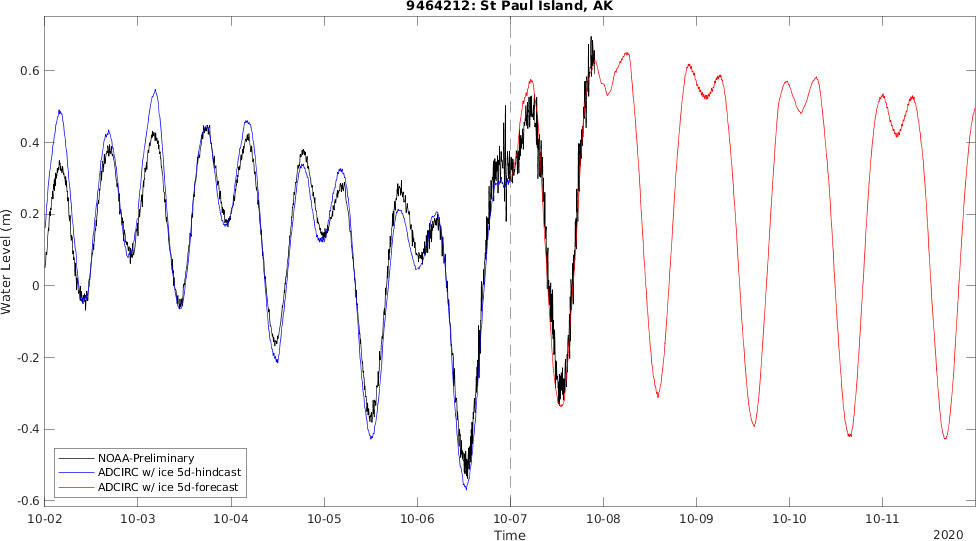 9464212: St Paul Island, AK
Water Level (m)
0.6
0.4
0.2
0
-0.2
-0.4
-0.6
NOAA-Preliminary
ADCIRC w/ ice 5d-hindcast
ADCIRC w/ ice 5d-forecast
10-02 10-03 10-04 10-05 10-06 10-07 10-08 10-09 10-10 10-11
Time
2020